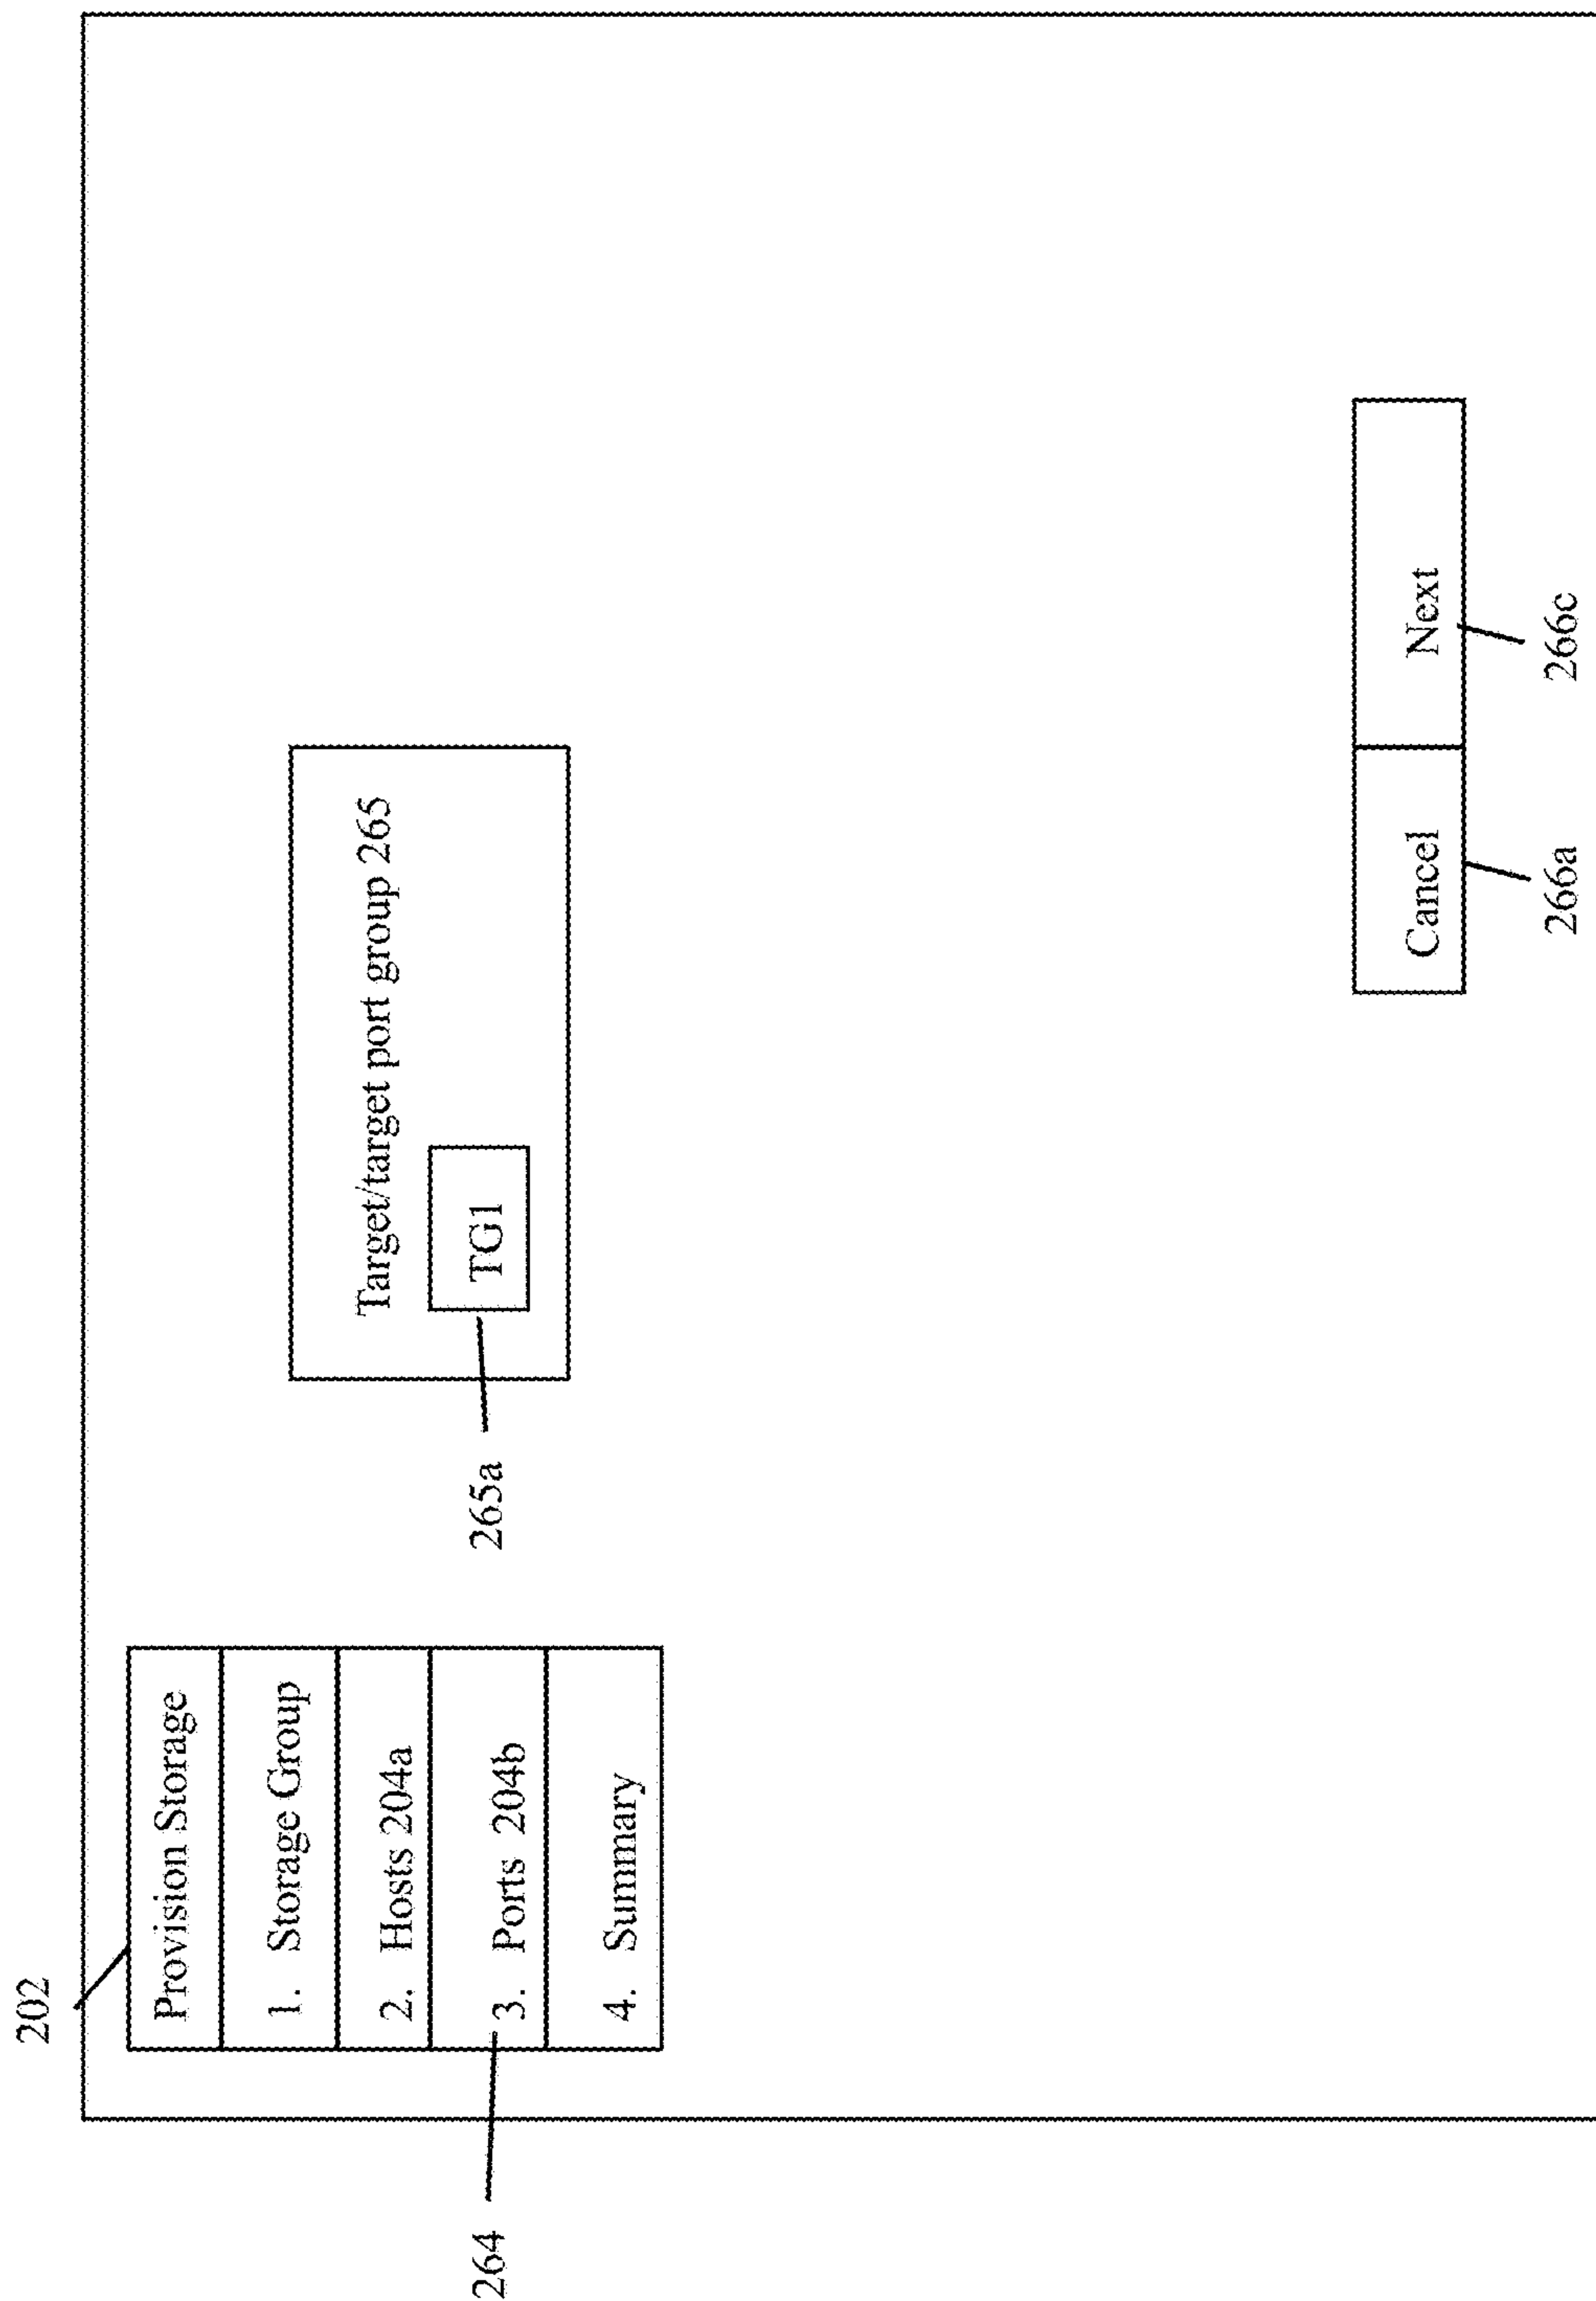 202
Provision Storage
1. Storage Group
2. Hosts 204a
3. Ports 204b
4. Summary
264
Target/target port group 265
TG1
265a
Cancel
Next
266a
266c